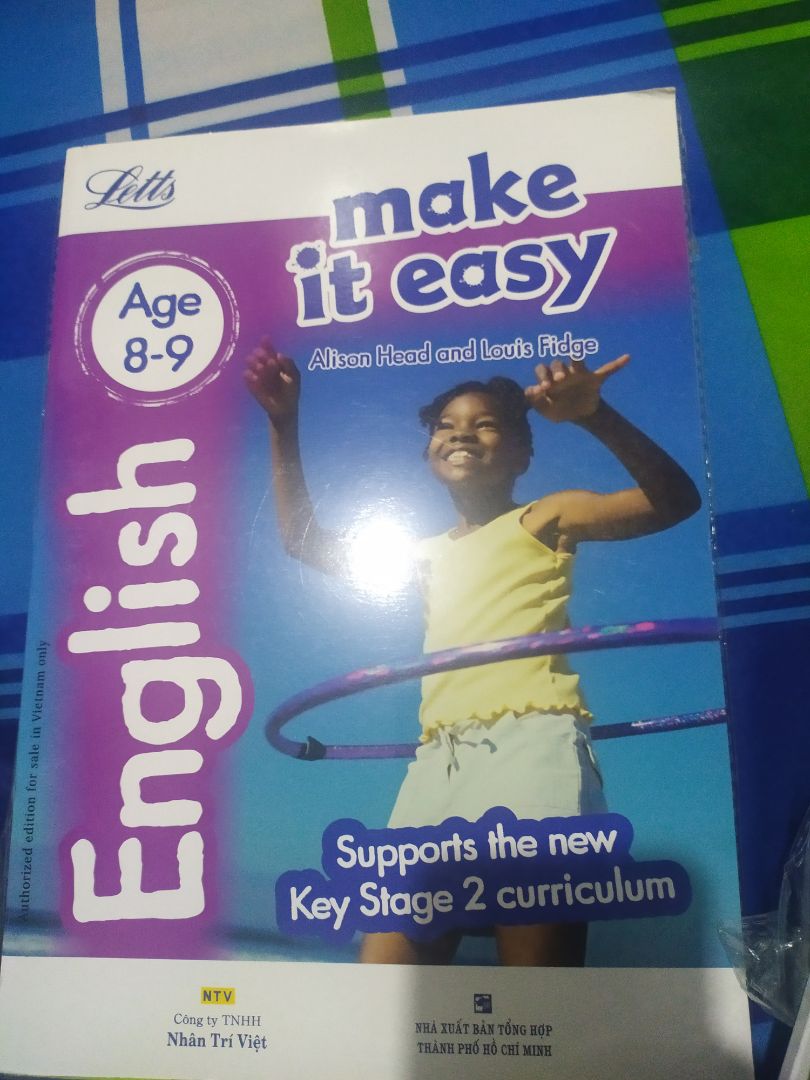 Letts
make
it easy
Age
8-9
Alison Head and Louis Fidge
English
Authorized edition for sale in Vietnam only
Supports the new
Key Stage 2 curriculum
NTV
Công ty TNHH
Nhân Trí Việt
NHÀ XUẤT BẢN TỔNG HỢP
THÀNH PHỐ HỒ CHÍ MINH